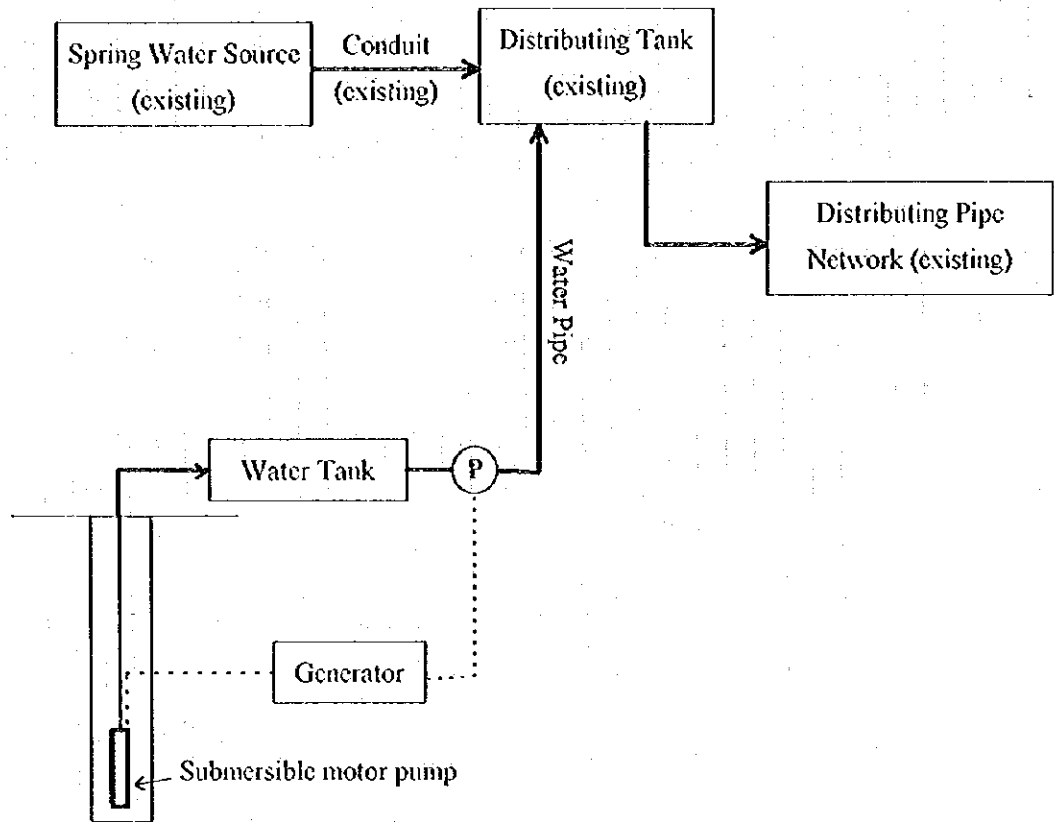 Spring Water Source
(existing)
Conduit
(existing)
Distributing Tank
(existing)
Distributing Pipe
Network (existing)
Water Pipe
Water Tank
P
Generator
Submersible motor pump